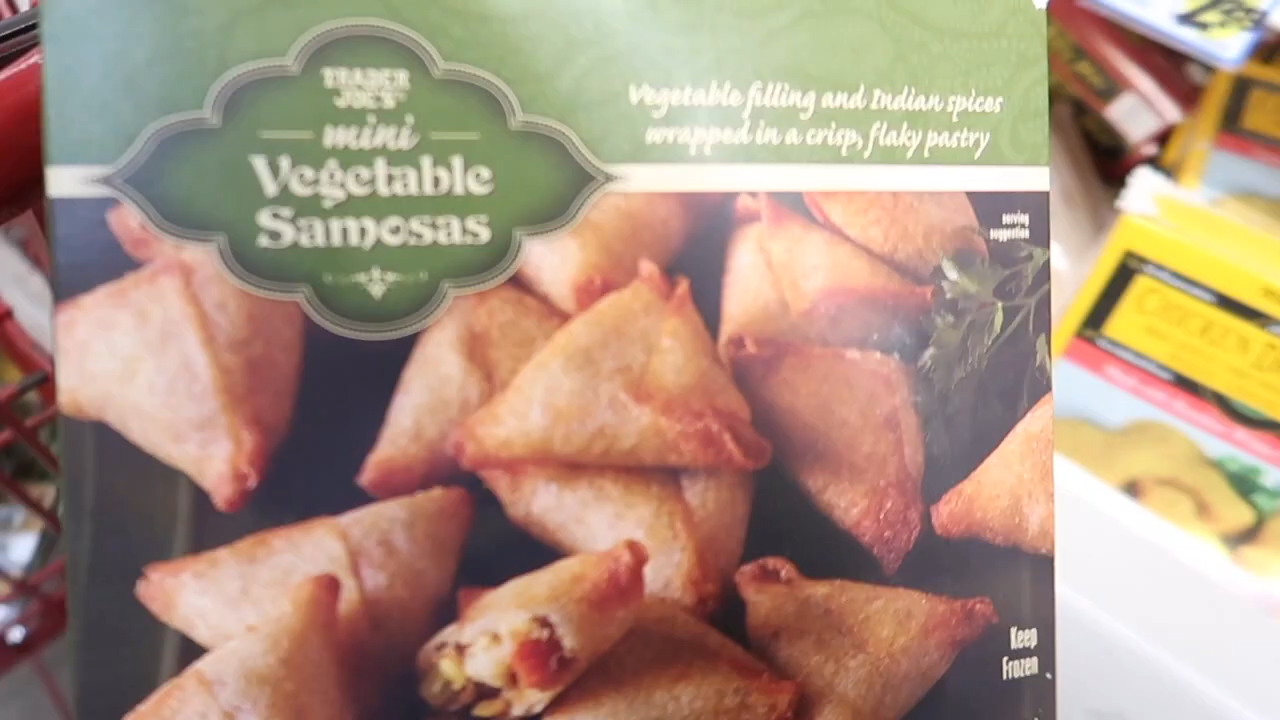 TRADER
JOE'S
mini
Vegetable
Samosas
Vegetable filling and Indian spices
wrapped in a crisp, flaky pastry
serving
suggestion
Keep
Frozen
CHICKEN